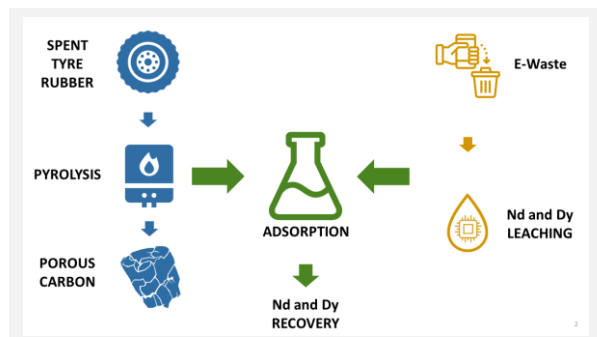 SPENT
TYRE
RUBBER
PYROLYSIS
POROUS
CARBON
ADSORPTION
Nd and Dy
RECOVERY
E-Waste
Nd and Dy
LEACHING
2